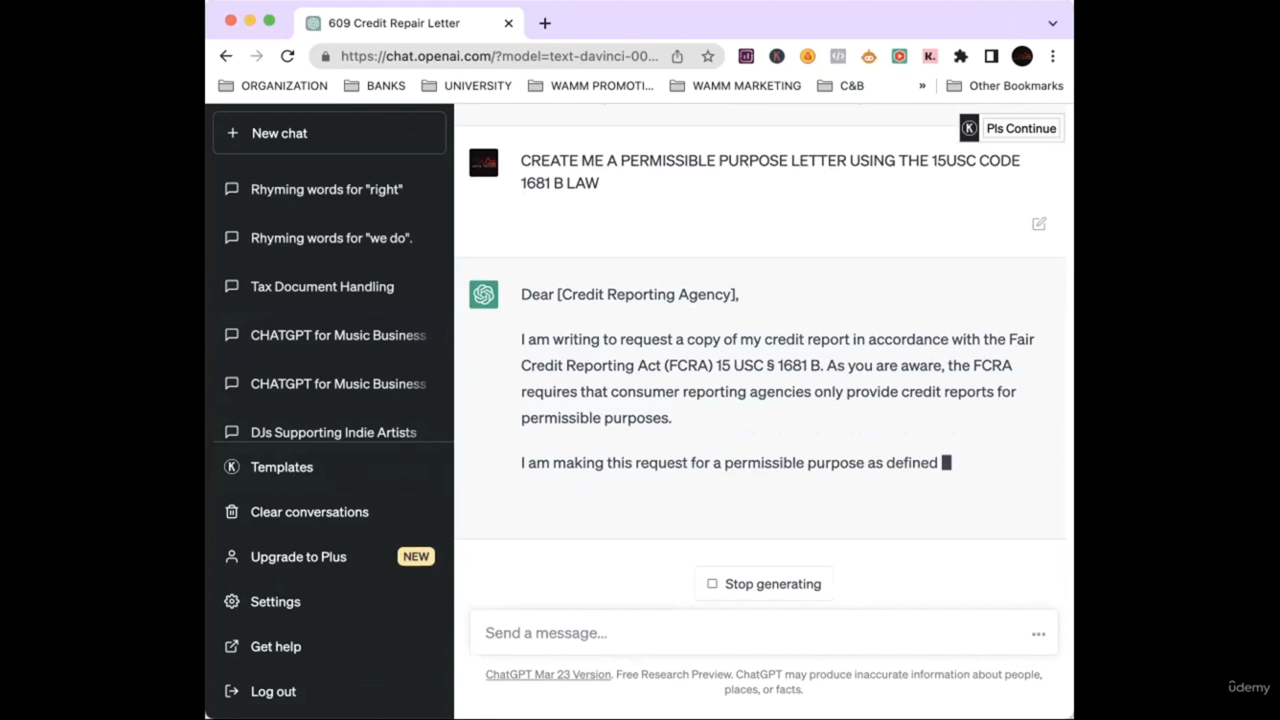 609 Credit Repair Letter
https://chat.openai.com/?model=text-davinci-00...
ORGANIZATION
BANKS
UNIVERSITY
WAMM PROMOTI...
WAMM MARKETING
C&B
»
Other Bookmarks
New chat
Rhyming words for "right"
Rhyming words for "we do".
Tax Document Handling
CHATGPT for Music Business
CHATGPT for Music Business
DJs Supporting Indie Artists
Templates
Clear conversations
Upgrade to Plus
NEW
Settings
Get help
Log out
Pls Continue
CREATE ME A PERMISSIBLE PURPOSE LETTER USING THE 15USC CODE
1681 B LAW
Dear [Credit Reporting Agency],
I am writing to request a copy of my credit report in accordance with the Fair
Credit Reporting Act (FCRA) 15 USC § 1681 B. As you are aware, the FCRA
requires that consumer reporting agencies only provide credit reports for
permissible purposes.
I am making this request for a permissible purpose as defined
Stop generating
Send a message...
ChatGPT Mar 23 Version. Free Research Preview. ChatGPT may produce inaccurate information about people,
places, or facts.
ûdemy